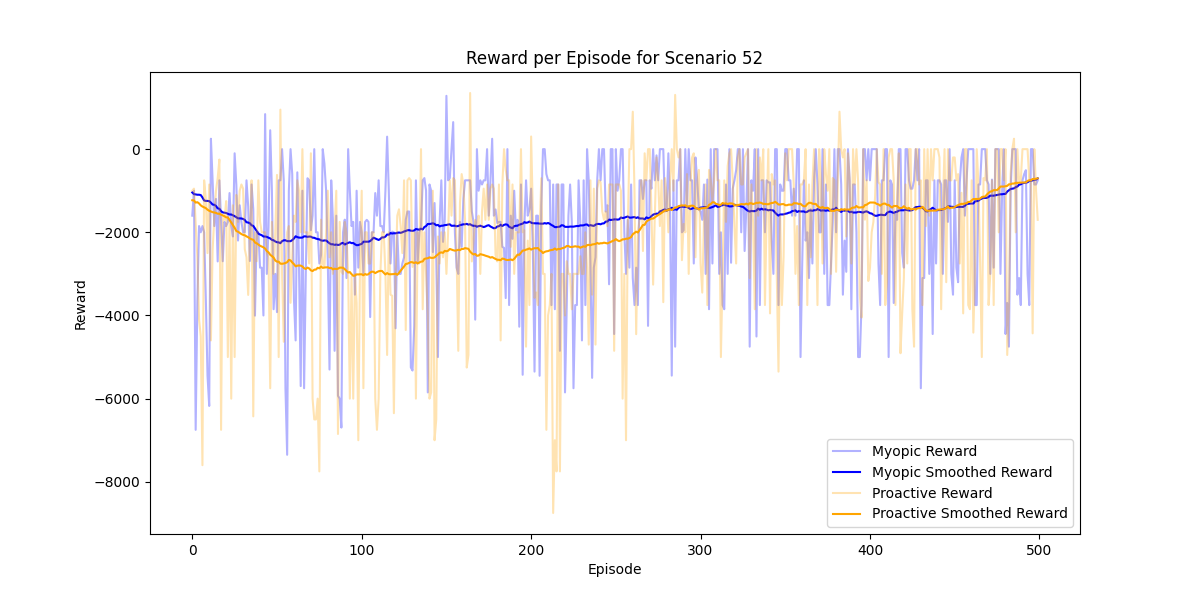 Reward per Episode for Scenario 52
Reward
0
−2000
−4000
−6000
−8000
0
100
200
300
400
500
Episode
Myopic Reward
Myopic Smoothed Reward
Proactive Reward
Proactive Smoothed Reward